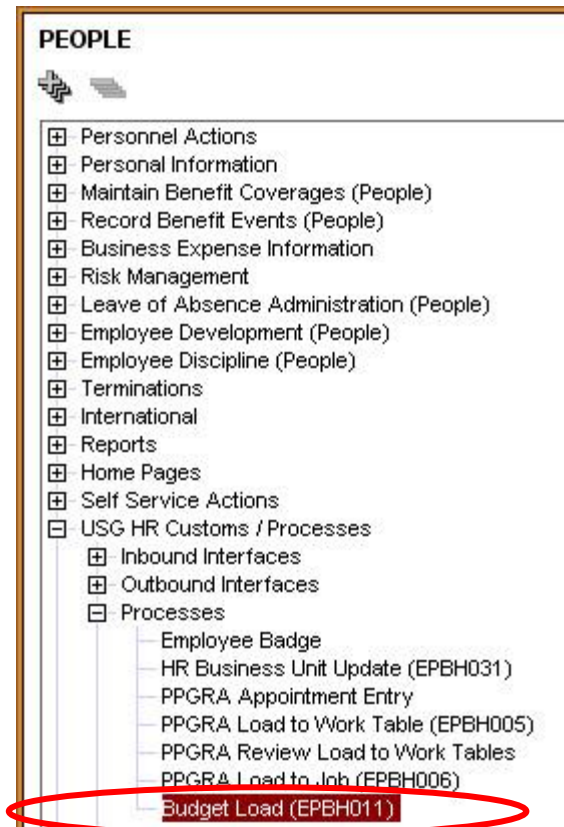 PEOPLE
Personnel Actions
Personal Information
Maintain Benefit Coverages (People)
Record Benefit Events (People)
Business Expense Information
Risk Management
Leave of Absence Administration (People)
Employee Development (People)
Employee Discipline (People)
Terminations
International
Reports
Home Pages
Self Service Actions
USG HR Customs / Processes
Inbound Interfaces
Outbound Interfaces
Processes
Employee Badge
HR Business Unit Update (EPBH031)
PPGRA Appointment Entry
PPGRA Load to Work Table (EPBH005)
PPGRA Review Load to Work Tables
PPGRA Load to Job (EPBH006)
Budget Load (EPBH011)